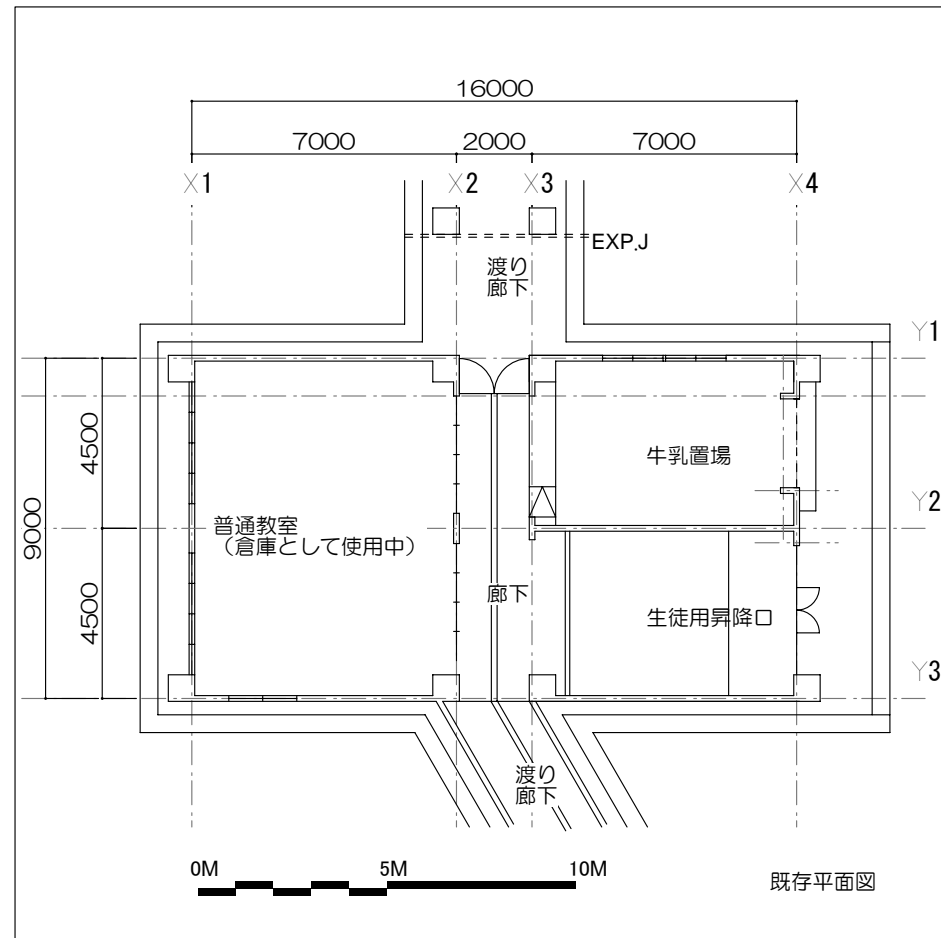 16000
7000
2000
7000
X1
X2
X3
X4
EXP.J
渡り
廊下
Y1
4500
牛乳置場
Y2
9000
普通教室
（倉庫として使用中）
廊下
4500
生徒用昇降口
Y3
渡り
廊下
0M
5M
10M
既存平面図